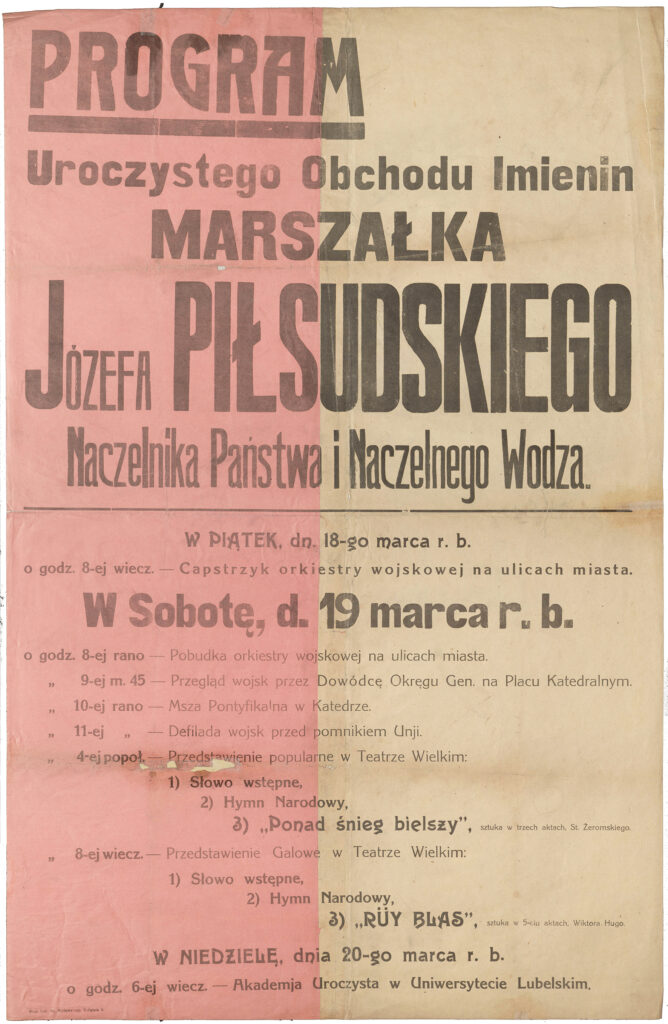 PROGRAM
Uroczystego Obchodu Imienin
MARSZAŁKA
JÓZEFA PIŁSUDSKIEGO
Naczelnika Państwa i Naczelnego Wodza.
W PIĄTEK, dn. 18-go marca r. b.
o godz. 8-ej wiecz. — Capstrzyk orkiestry wojskowej na ulicach miasta.
W Sobotę, d. 19 marca r. b.
o godz. 8-ej rano — Pobudka orkiestry wojskowej na ulicach miasta.
„ 9-ej m. 45 — Przegląd wojsk przez Dowódcę Okręgu Gen. na Placu Katedralnym.
„ 10-ej rano — Msza Pontyfikalna w Katedrze.
„ 11-ej „ — Defilada wojsk przed pomnikiem Unji.
„ 4-ej popoł. — Przedstawienie popularne w Teatrze Wielkim:
1) Słowo wstępne,
2) Hymn Narodowy,
3) „Ponad śnieg bielszy”, sztuka w trzech aktach, St. Żeromskiego.
„ 8-ej wiecz. — Przedstawienie Galowe w Teatrze Wielkim:
1) Słowo wstępne,
2) Hymn Narodowy,
3) „RÜY BLAS”, sztuka w 5-ciu aktach, Wiktora Hugo.
W NIEDZIELĘ, dnia 20-go marca r. b.
o godz. 6-ej wiecz. — Akademja Uroczysta w Uniwersytecie Lubelskim.